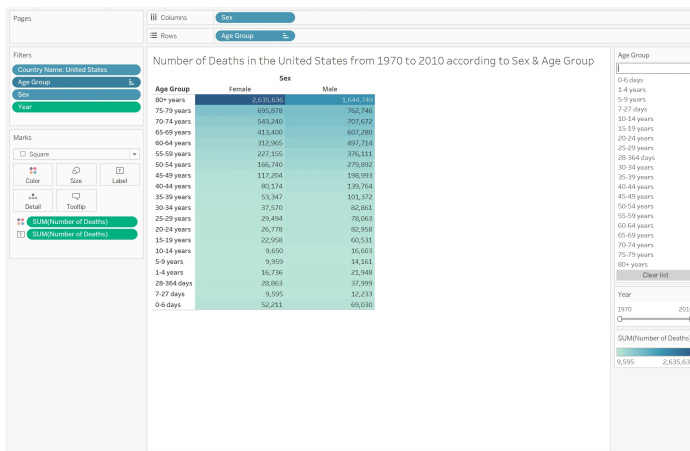 Pages
Columns
Sex
Rows
Age Group
Filters
Country Name: United States
Age Group
Sex
Year
Marks
Square
Color
Size
Label
Detail
Tooltip
SUM(Number of Deaths)
SUM(Number of Deaths)
Number of Deaths in the United States from 1970 to 2010 according to Sex & Age Group
Sex
Age Group Female Male
80+ years 2,635,636 1,644,749
75-79 years 695,878 762,746
70-74 years 543,240 707,672
65-69 years 413,400 607,280
60-64 years 312,965 497,714
55-59 years 227,155 376,111
50-54 years 166,740 279,892
45-49 years 117,204 198,993
40-44 years 80,174 139,764
35-39 years 53,347 101,372
30-34 years 37,570 82,861
25-29 years 29,494 78,063
20-24 years 26,778 82,958
15-19 years 22,958 60,531
10-14 years 9,650 16,603
5-9 years 9,959 14,161
1-4 years 16,736 21,948
28-364 days 28,863 37,999
7-27 days 9,595 12,233
0-6 days 52,211 69,030
Age Group
0-6 days
1-4 years
5-9 years
7-27 days
10-14 years
15-19 years
20-24 years
25-29 years
28-364 days
30-34 years
35-39 years
40-44 years
45-49 years
50-54 years
55-59 years
60-64 years
65-69 years
70-74 years
75-79 years
80+ years
Clear list
Year
1970 201
SUM(Number of Deaths)
9,595 2,635,63